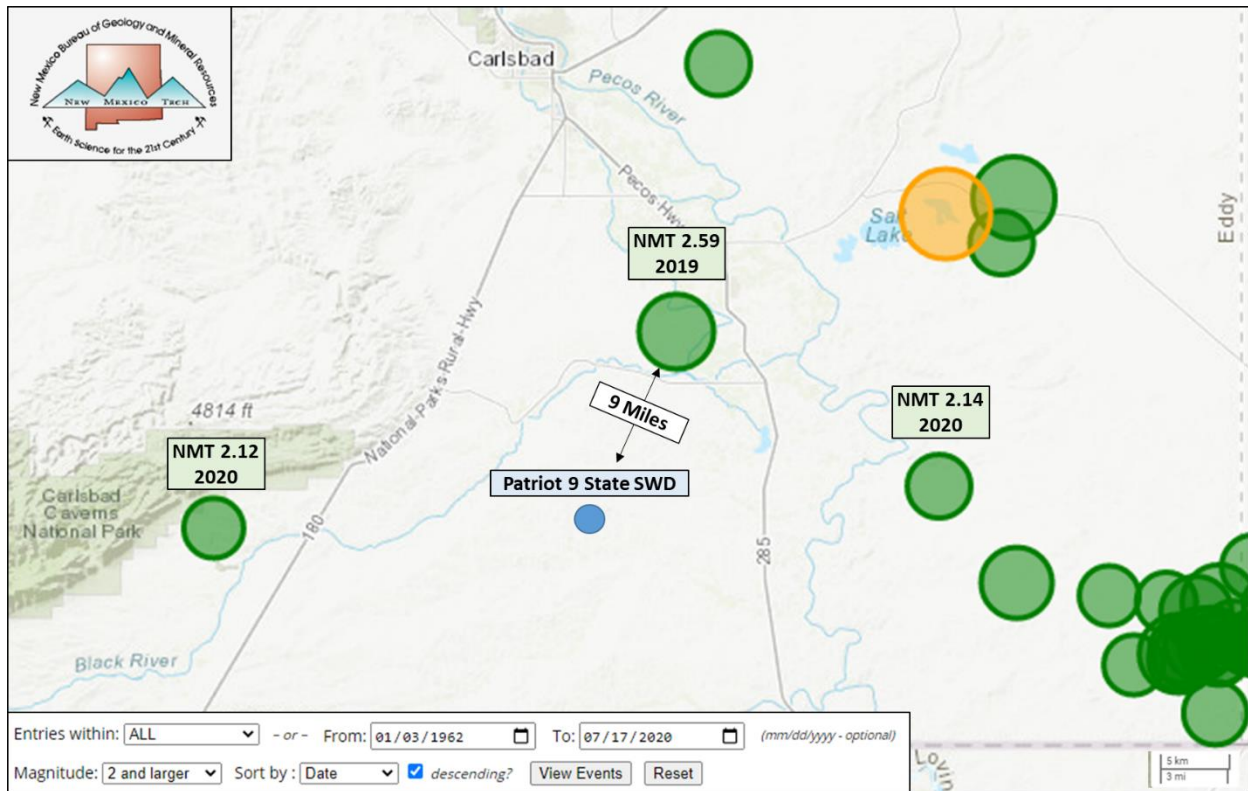 New Mexico Bureau of Geology and Mineral Resources
NEW MEXICO TECH
Earth Science for the 21st Century
Carlsbad
Pecos River
Pecos-Hwy
Salt
Lake
Eddy
NMT 2.59
2019
National-Parks-Rural-Hwy
9 Miles
4814 ft
NMT 2.12
2020
NMT 2.14
2020
Carlsbad
Caverns
National Park
Patriot 9 State SWD
180
285
Black River
Entries within: ALL - or - From: 01/03/1962 To: 07/17/2020 (mm/dd/yyyy - optional)
Magnitude: 2 and larger Sort by : Date descending? View Events Reset
5 km
3 mi